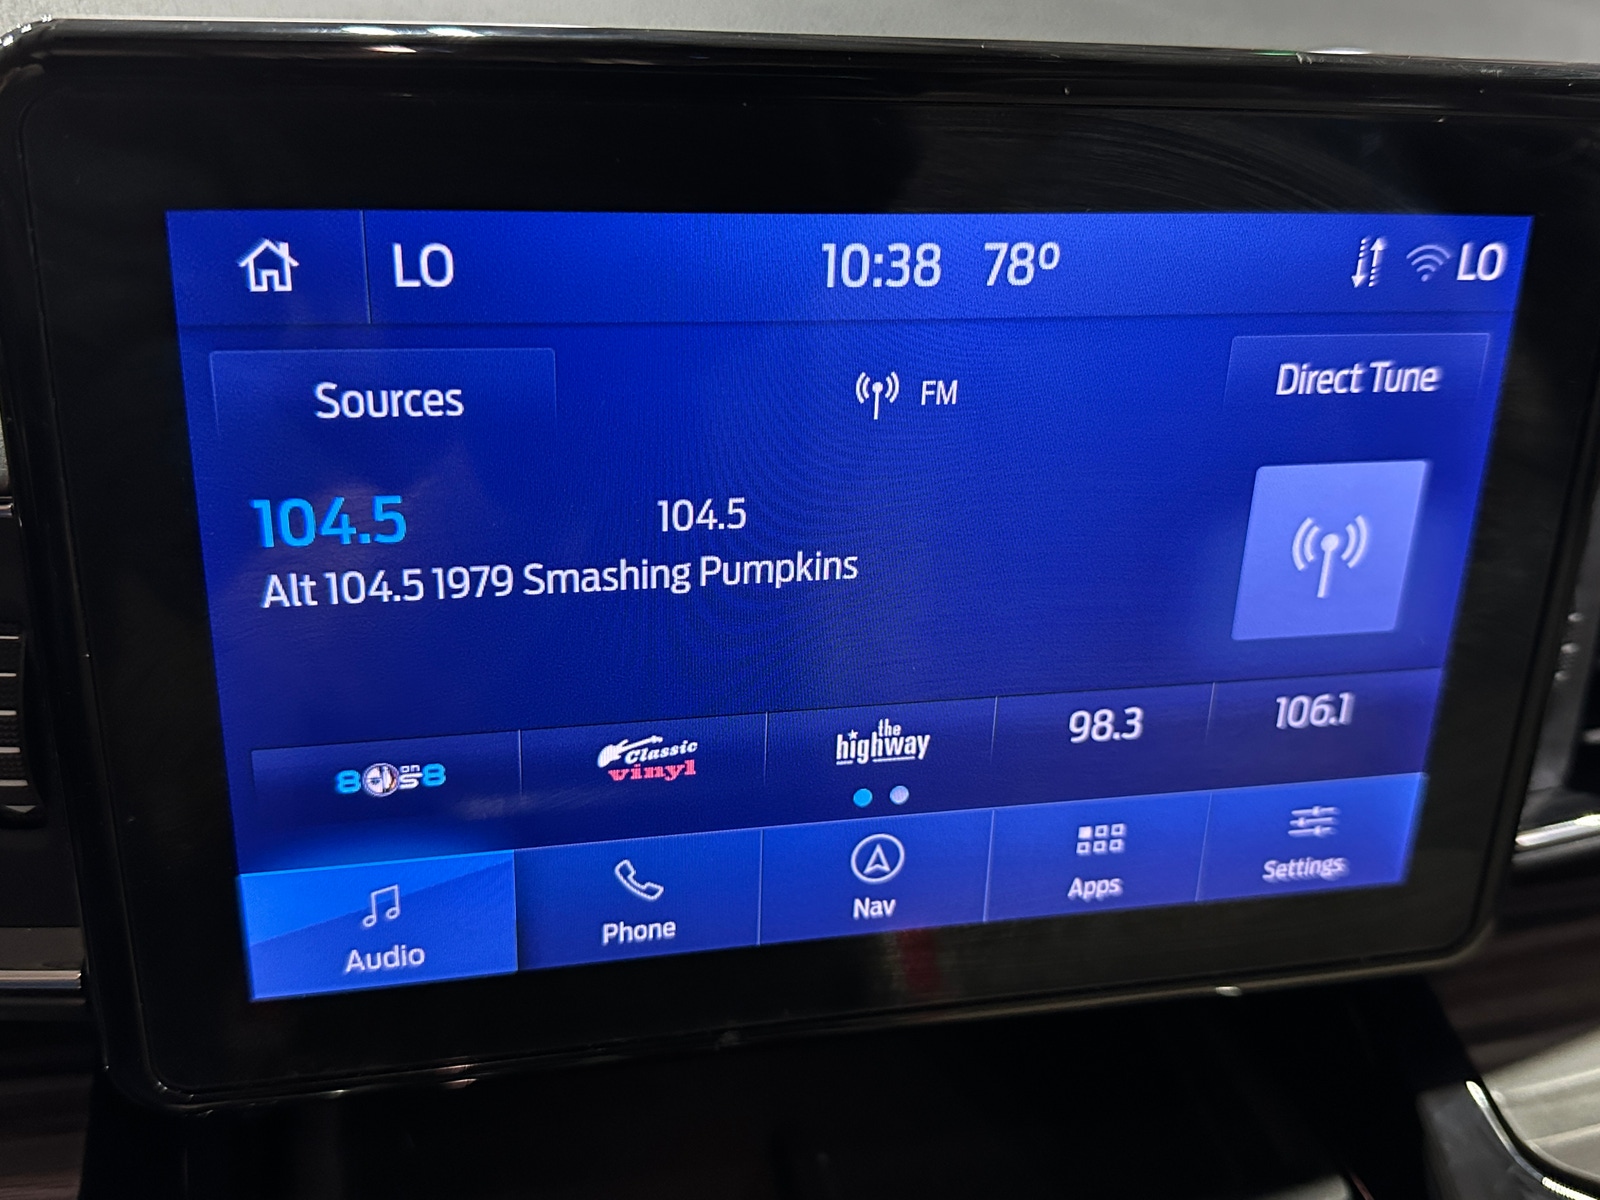 LO 10:38 78° LO
Sources FM Direct Tune
104.5 104.5
Alt 104.5 1979 Smashing Pumpkins
80s on 8 Classic vinyl the highway 98.3 106.1
Audio Phone Nav Apps Settings